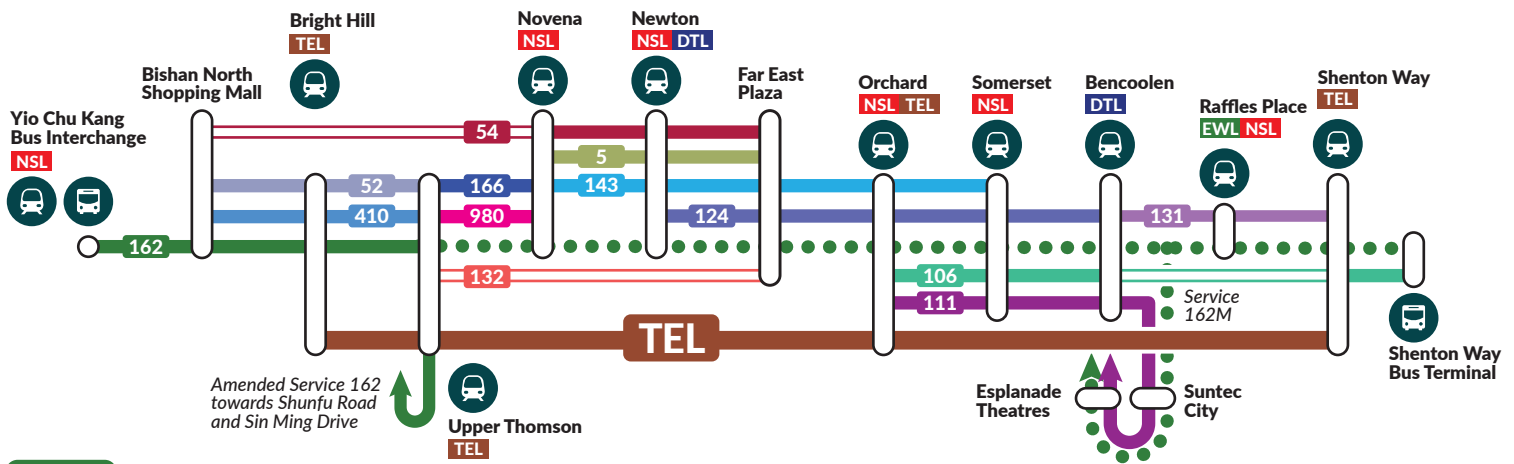 Bright Hill
TEL
Novena
NSL
Newton
NSL DTL
Bishan North
Shopping Mall
Far East
Plaza
Orchard
NSL TEL
Somerset
NSL
Bencoolen
DTL
Raffles Place
EWL NSL
Shenton Way
TEL
Yio Chu Kang
Bus Interchange
NSL
54
5
52
166
143
410
980
124
131
162
132
106
111
Service
162M
TEL
Shenton Way
Bus Terminal
Amended Service 162
towards Shunfu Road
and Sin Ming Drive
Upper Thomson
TEL
Esplanade
Theatres
Suntec
City